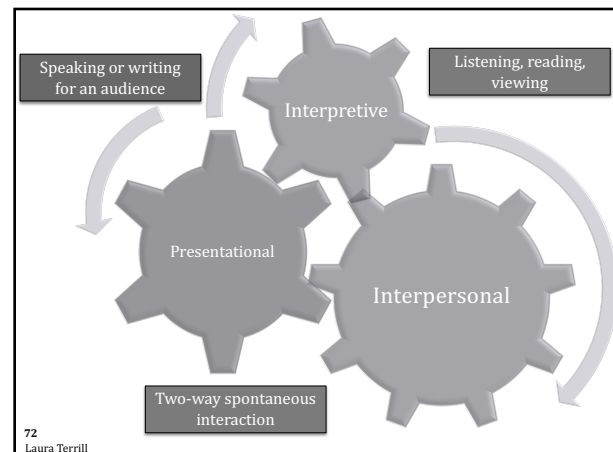 Speaking or writing
for an audience
Interpretive
Listening, reading,
viewing
Presentational
Interpersonal
Two-way spontaneous
interaction
72
Laura Terrill